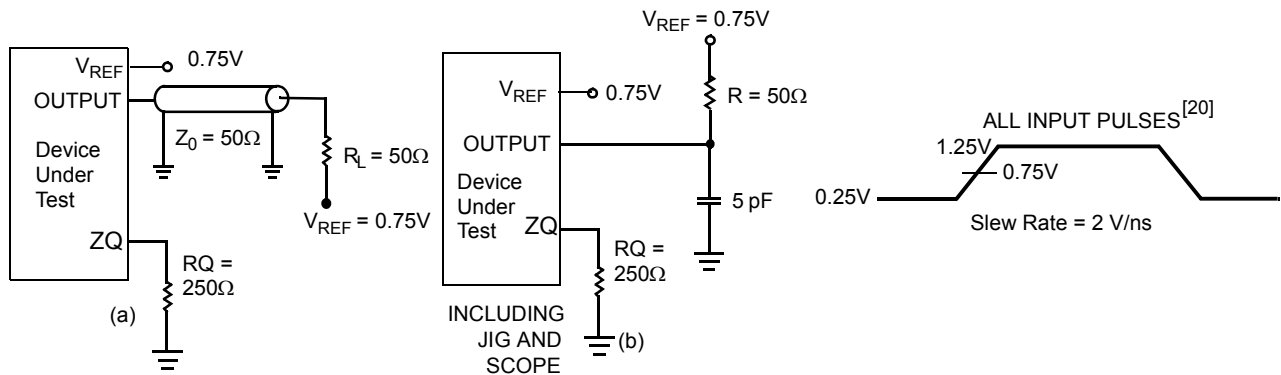 V_REF
0.75V
OUTPUT
Z_0 = 50Ω
Device
Under
Test
R_L = 50Ω
V_REF = 0.75V
ZQ
RQ =
250Ω
(a)
V_REF = 0.75V
V_REF
0.75V
R = 50Ω
OUTPUT
Device
Under
Test
5 pF
ZQ
RQ =
250Ω
INCLUDING
JIG AND
SCOPE
(b)
ALL INPUT PULSES[20]
1.25V
0.75V
0.25V
Slew Rate = 2 V/ns